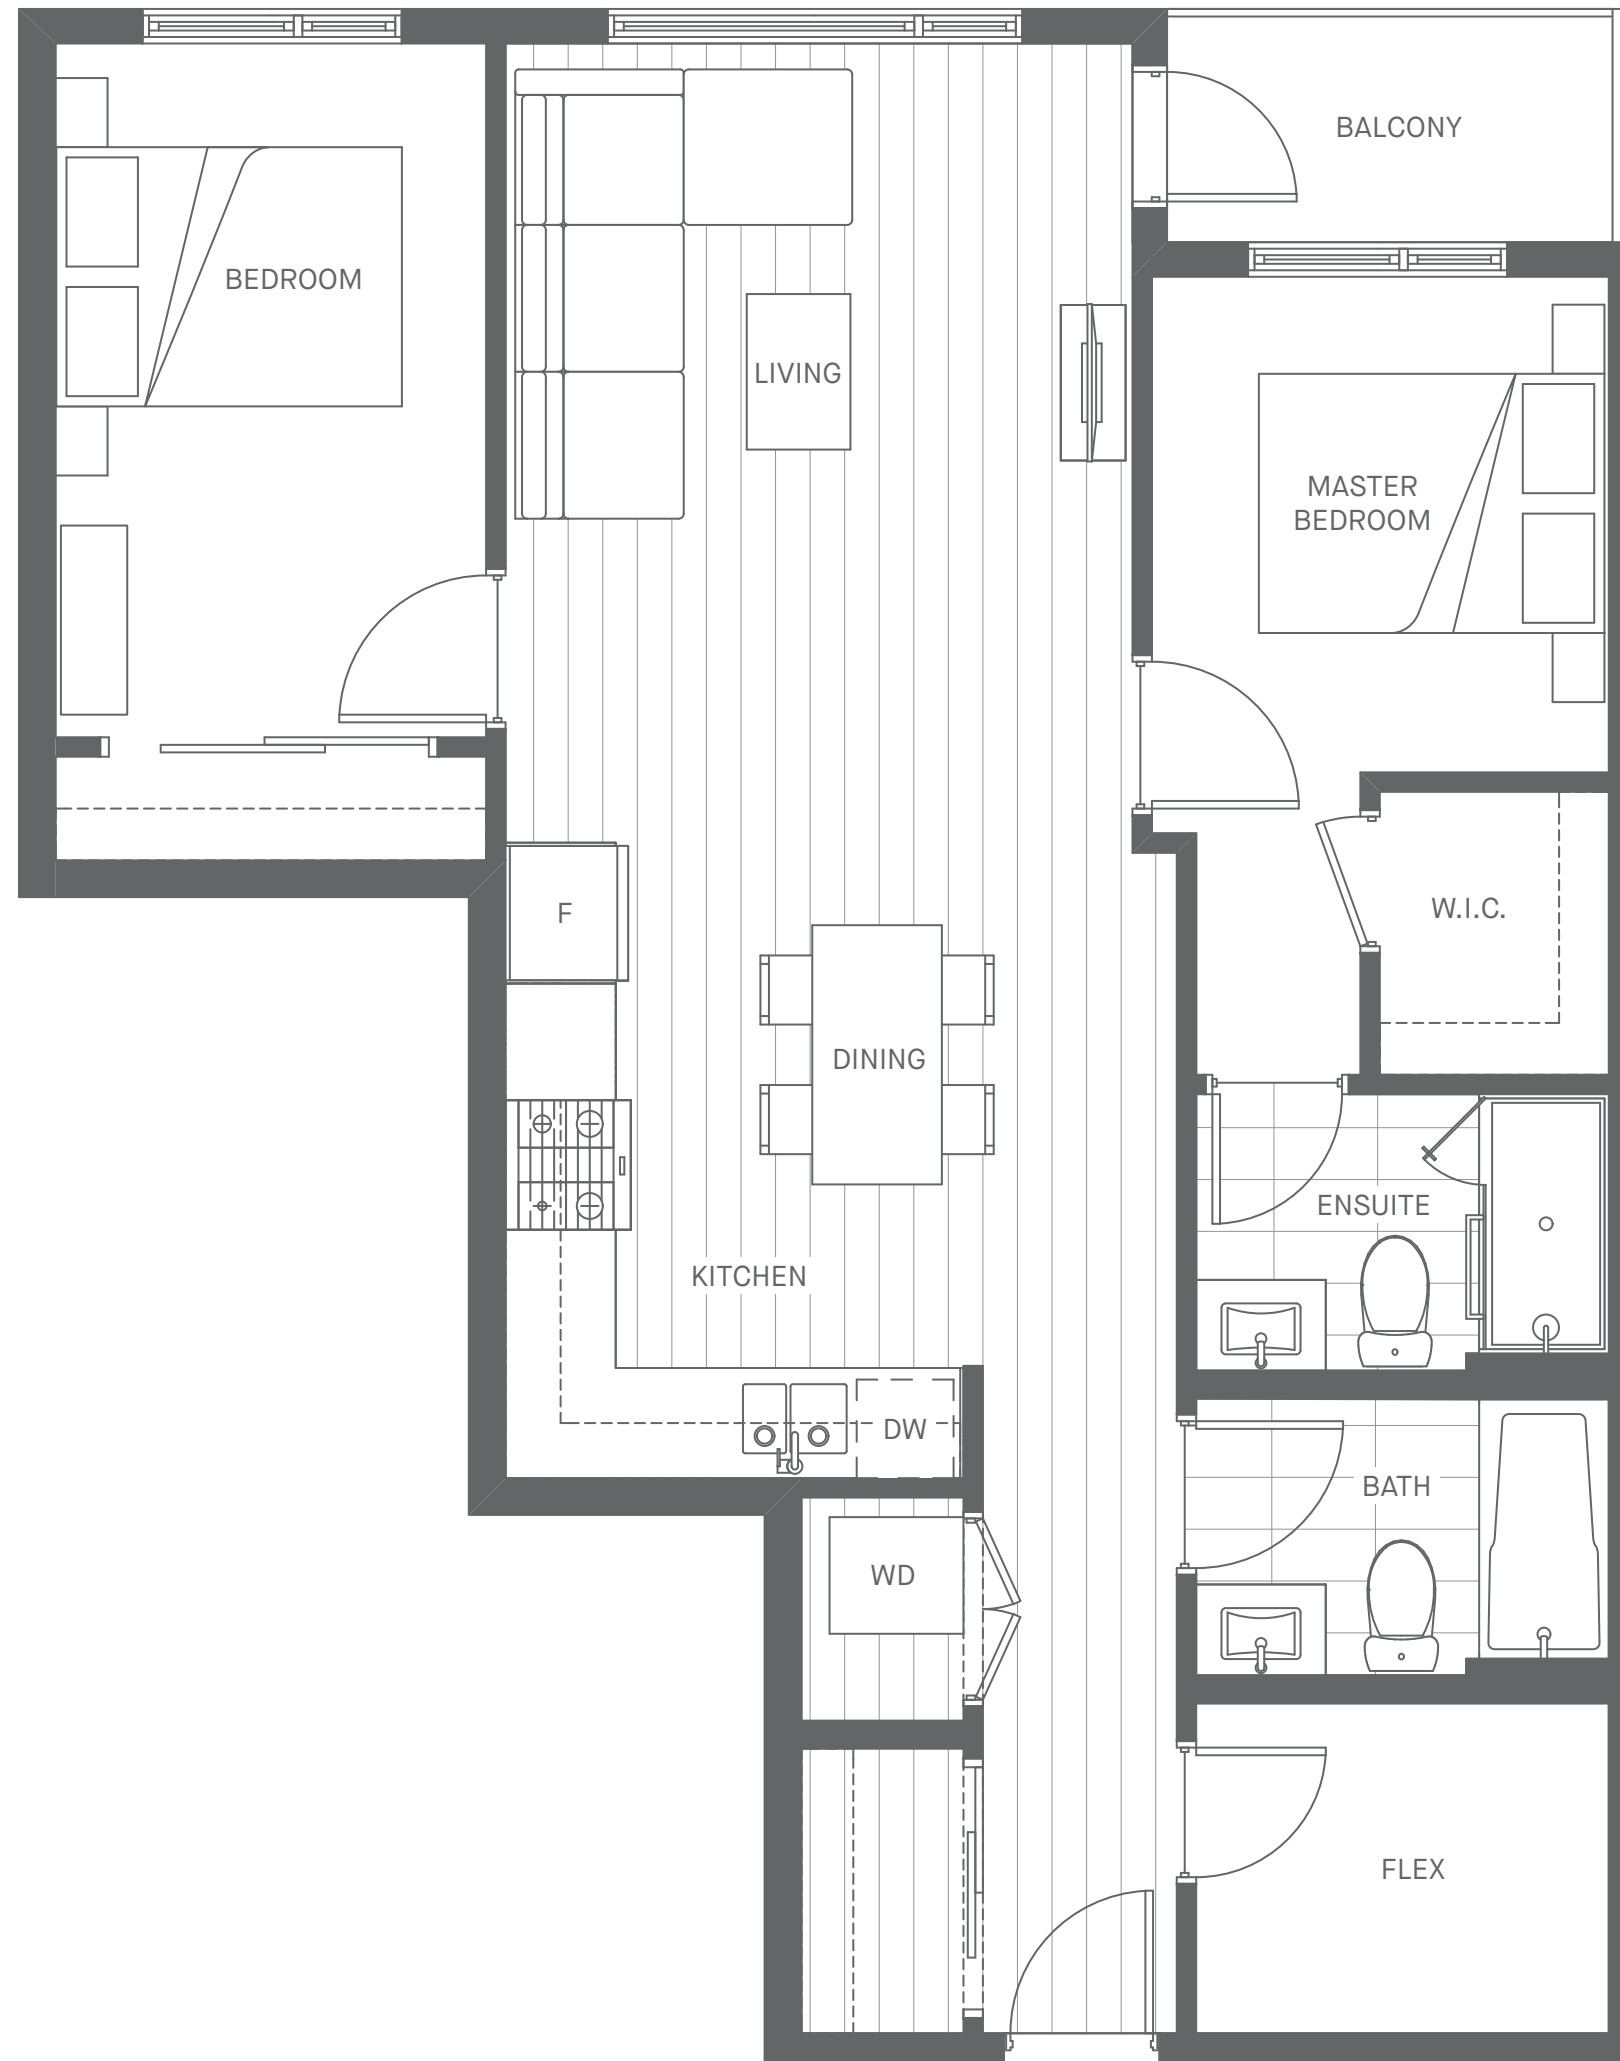 BALCONY
BEDROOM
LIVING
MASTER
BEDROOM
F
W.I.C.
DINING
ENSUITE
KITCHEN
DW
BATH
WD
FLEX